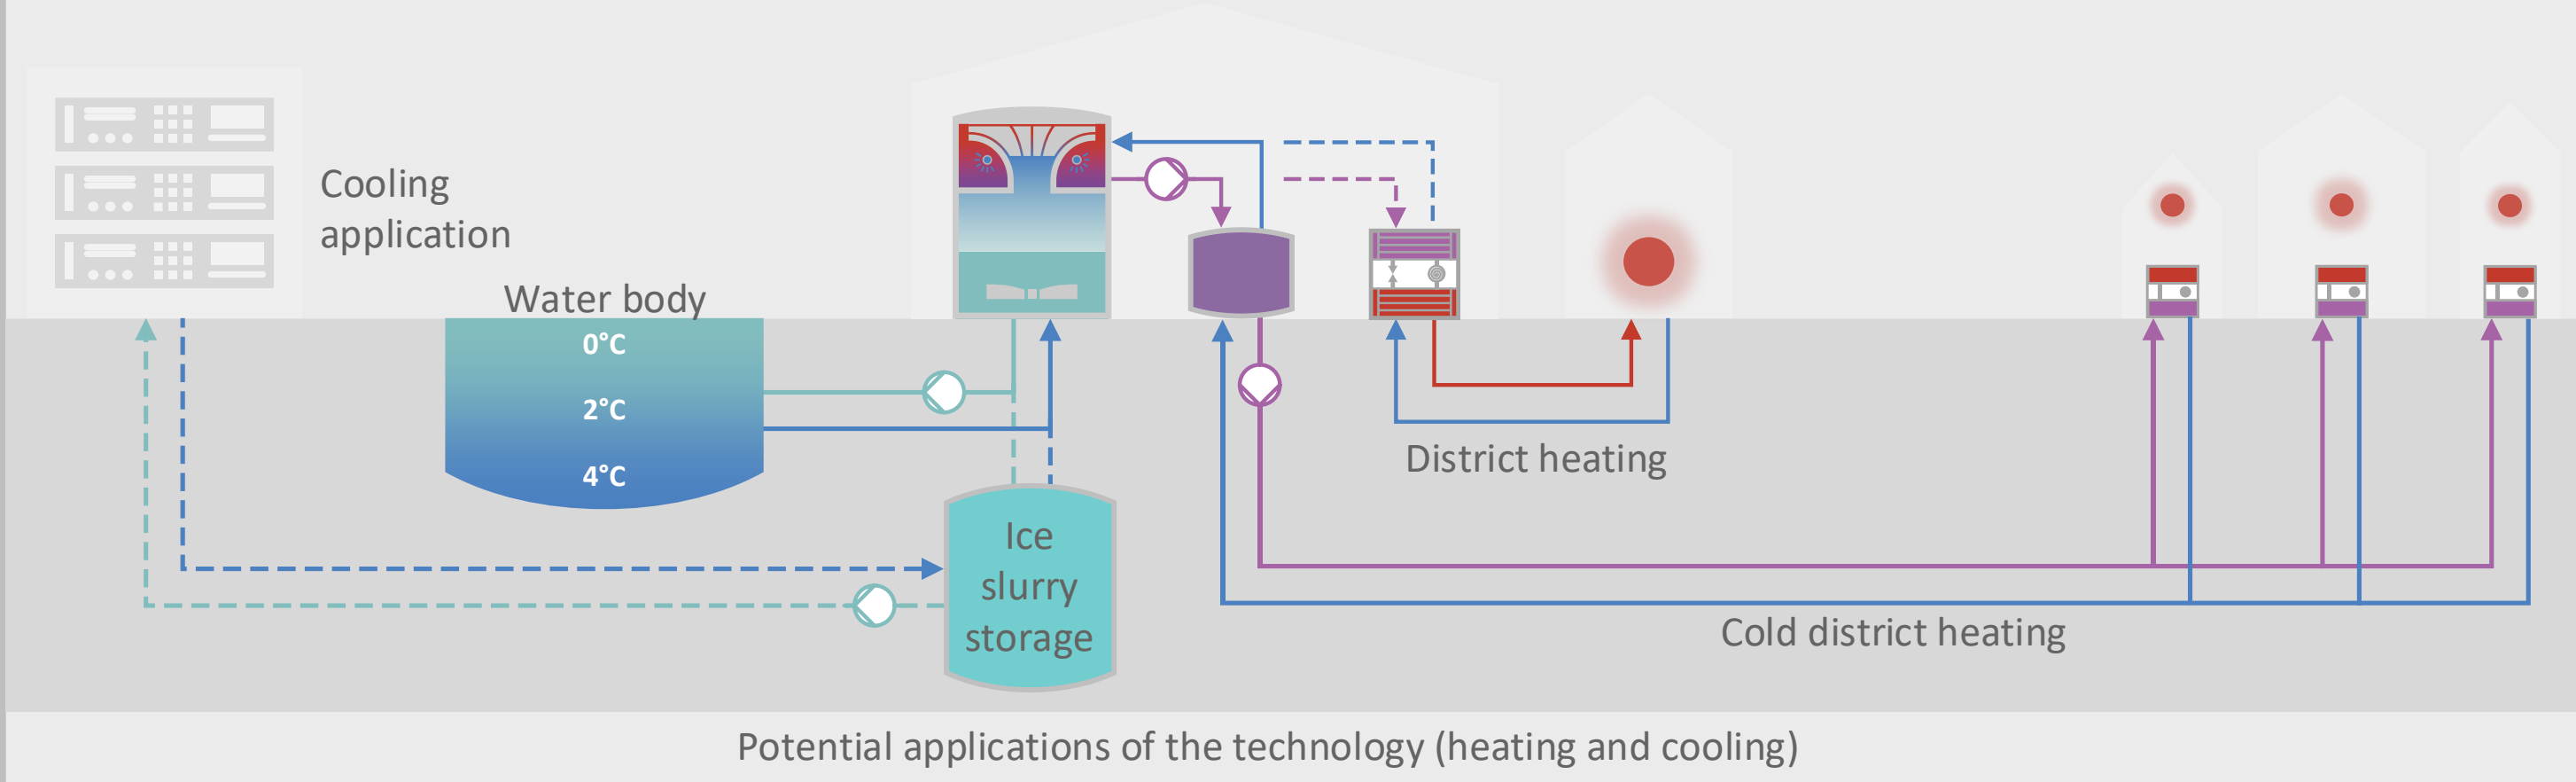 Cooling
application
Water body
0°C
2°C
4°C
District heating
Ice
slurry
storage
Cold district heating
Potential applications of the technology (heating and cooling)